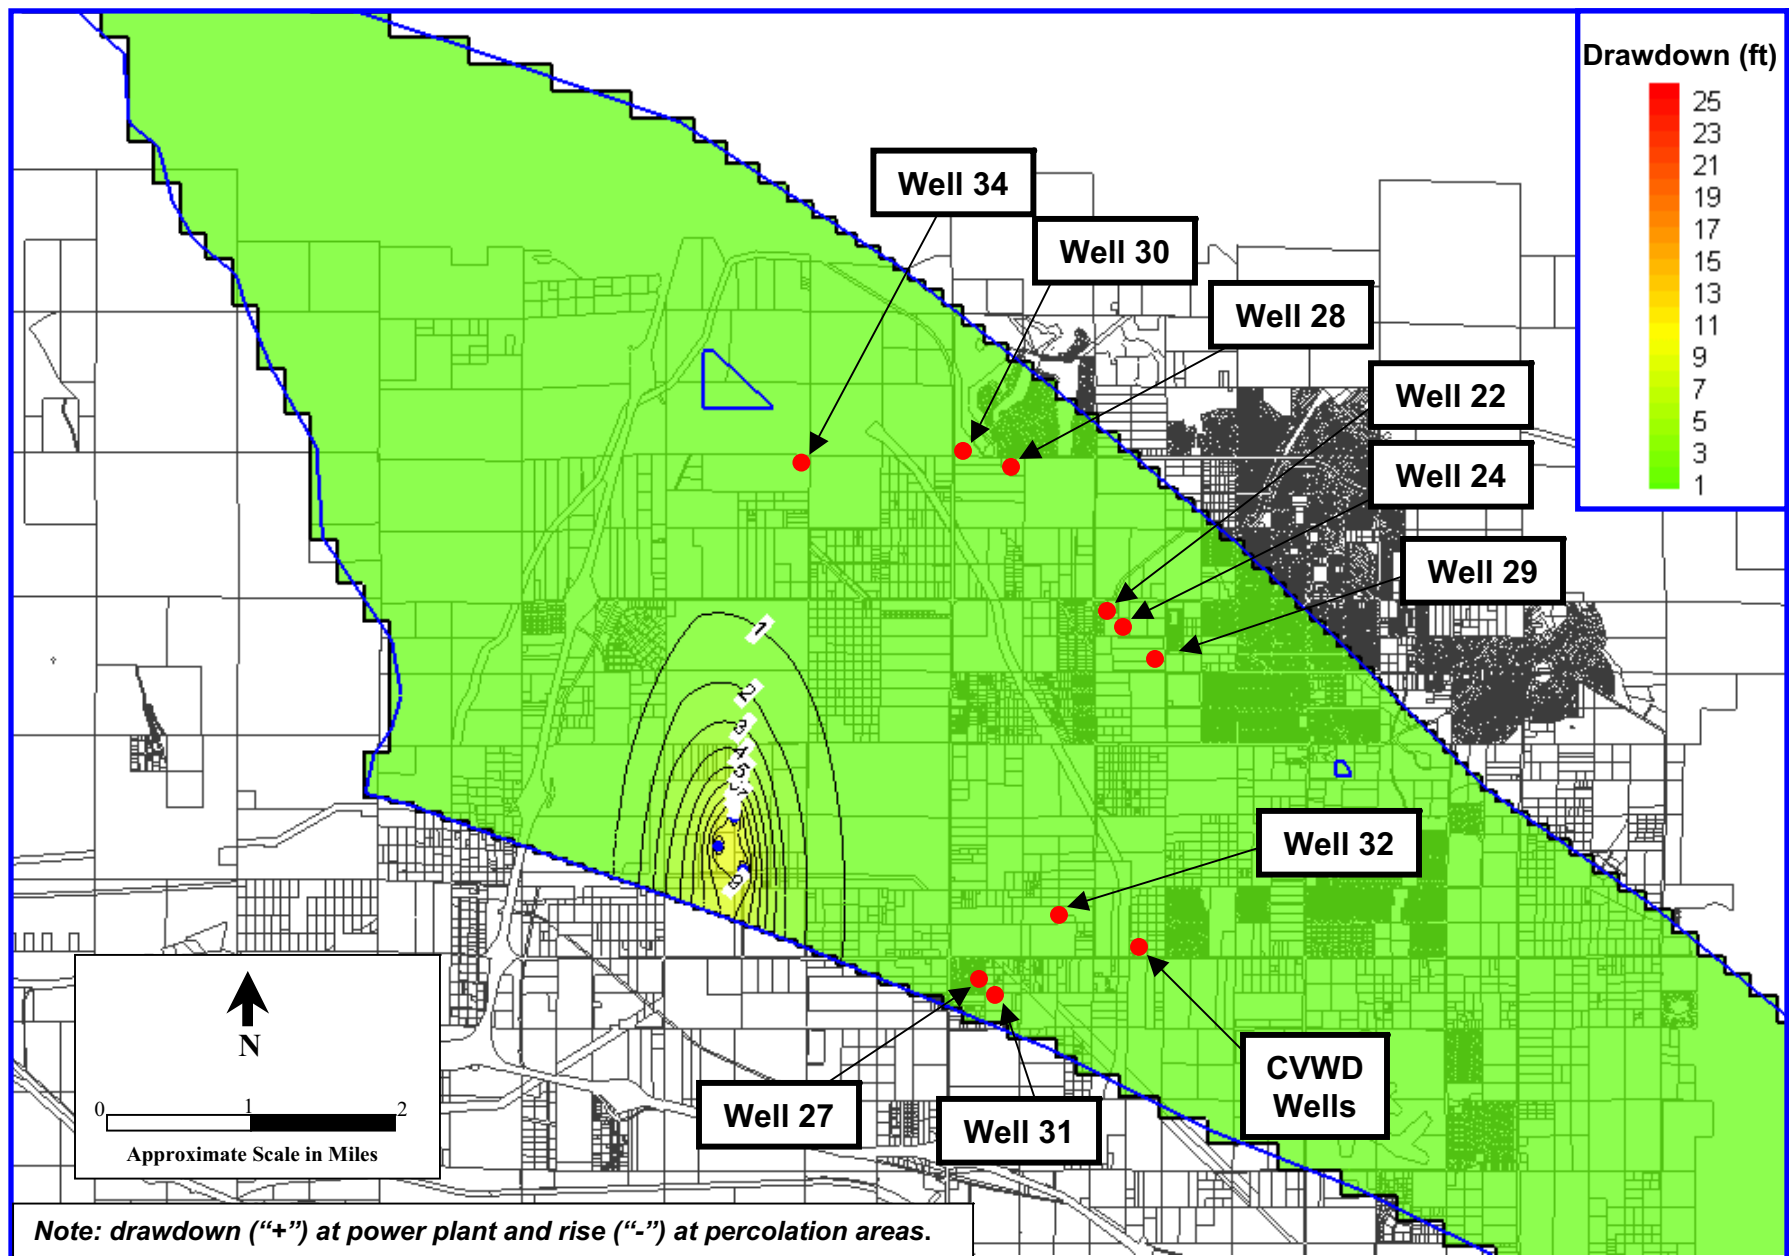 Drawdown (ft)
25
23
21
19
17
15
13
11
9
7
5
3
1
Well 34
Well 30
Well 28
Well 22
Well 24
Well 29
1
2
3
4
5
9
Well 32
CVWD
Wells
Well 27
Well 31
N
0 1 2
Approximate Scale in Miles
Note: drawdown (“+”) at power plant and rise (“-”) at percolation areas.